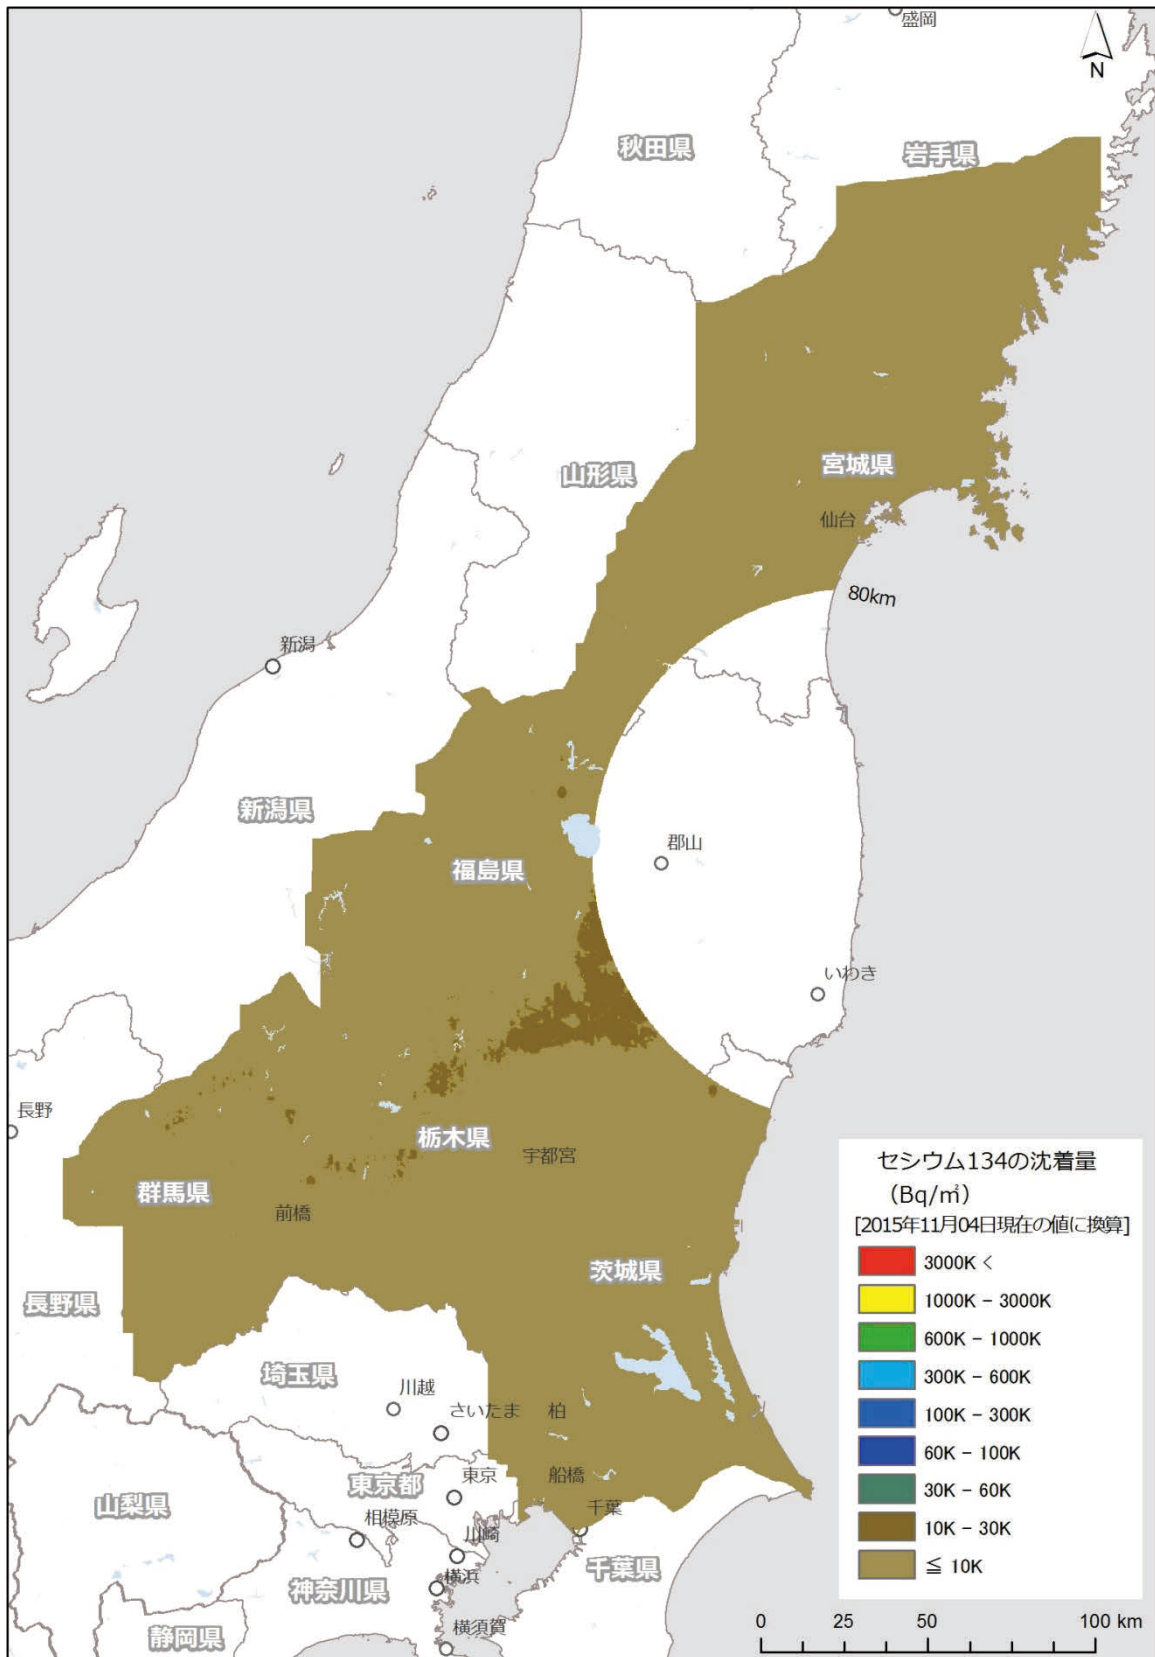 盛岡
N
秋田県
岩手県
宮城県
山形県
仙台
80km
新潟
新潟県
郡山
福島県
いわき
長野
栃木県
宇都宮
群馬県
前橋
茨城県
長野県
埼玉県
川越
さいたま
柏
東京
船橋
東京都
山梨県
相模原
千葉
川崎
千葉県
横浜
神奈川県
静岡県
横須賀
セシウム134の沈着量
(Bq/㎡)
[2015年11月04日現在の値に換算]
3000K <
1000K - 3000K
600K - 1000K
300K - 600K
100K - 300K
60K - 100K
30K - 60K
10K - 30K
≦ 10K
0 25 50 100 km